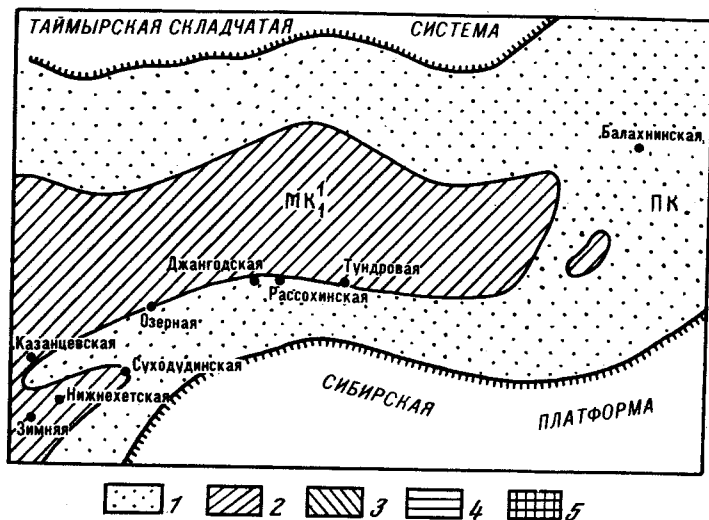 ТАЙМЫРСКАЯ СКЛАДЧАТАЯ СИСТЕМА
Балахнинская
МК₁¹
ПК
Джангодская
Тундровая
Рассохинская
Озерная
Казанцевская
Суходудинская
Нижнехетская
Зимняя
СИБИРСКАЯ
ПЛАТФОРМА
1 2 3 4 5